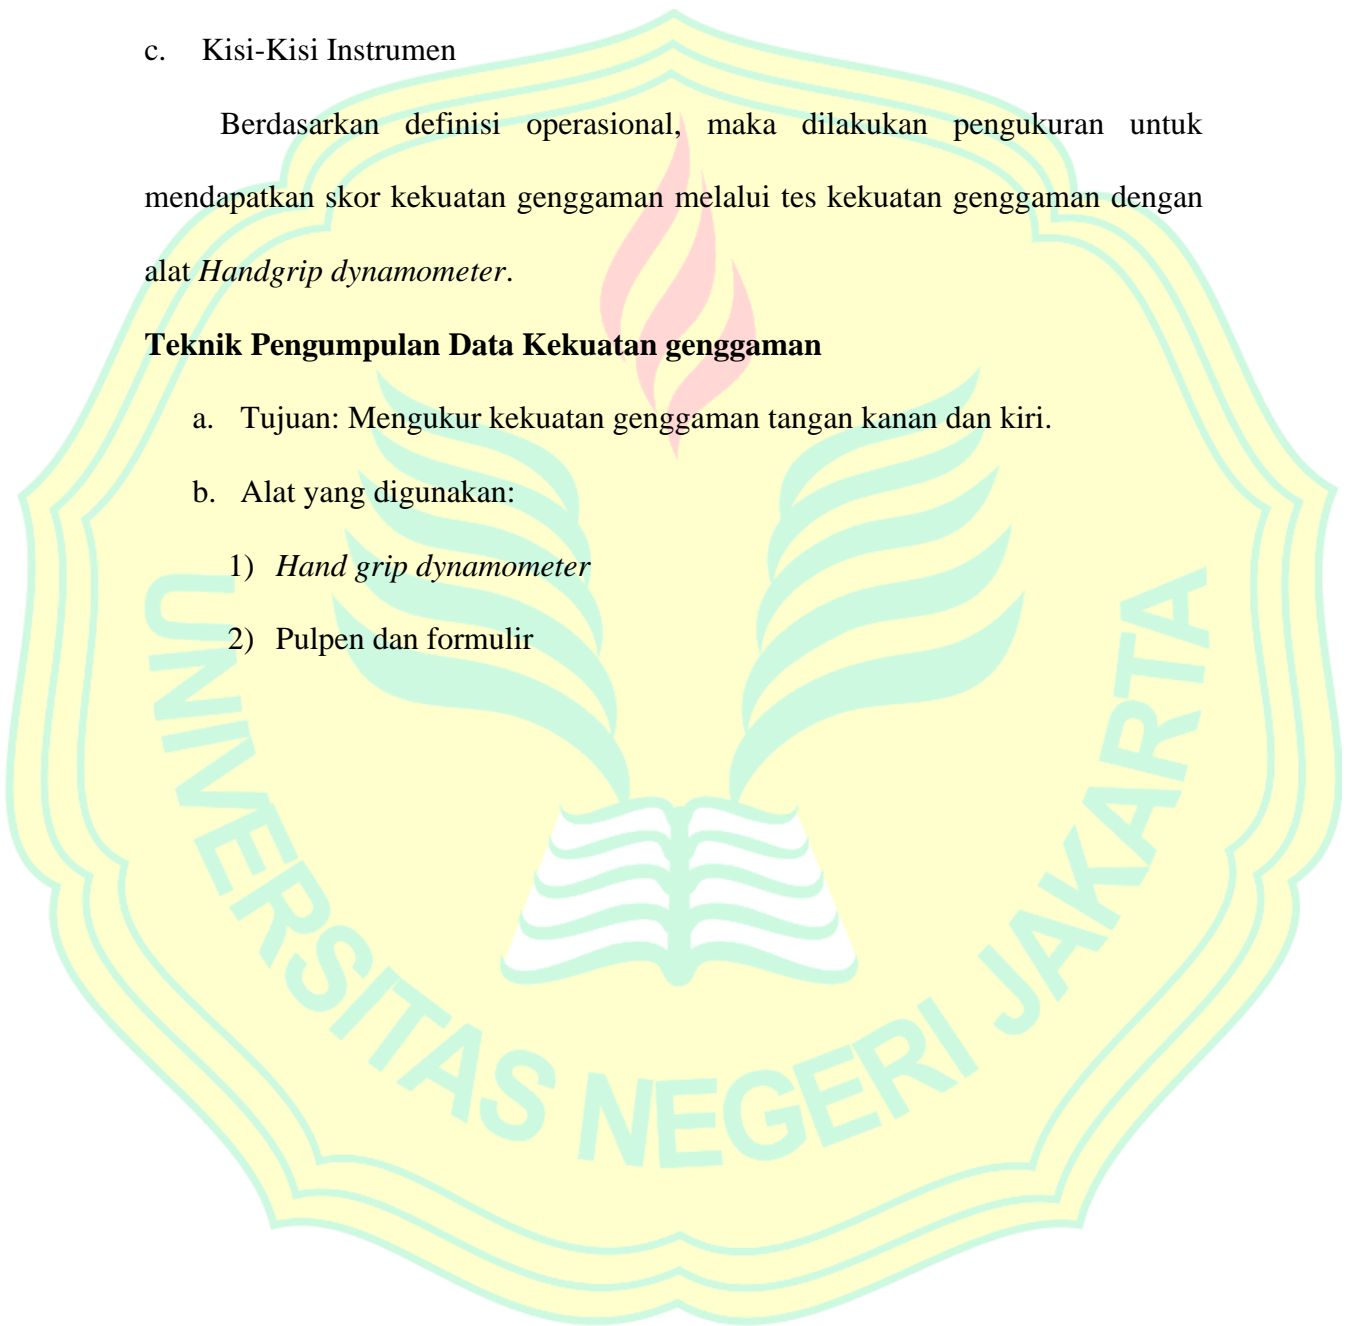 c. Kisi-Kisi Instrumen
Berdasarkan definisi operasional, maka dilakukan pengukuran untuk
mendapatkan skor kekuatan genggaman melalui tes kekuatan genggaman dengan
alat Handgrip dynamometer.
Teknik Pengumpulan Data Kekuatan genggaman
a. Tujuan: Mengukur kekuatan genggaman tangan kanan dan kiri.
b. Alat yang digunakan:
1) Hand grip dynamometer
2) Pulpen dan formulir
UNIVERSITAS NEGERI JAKARTA